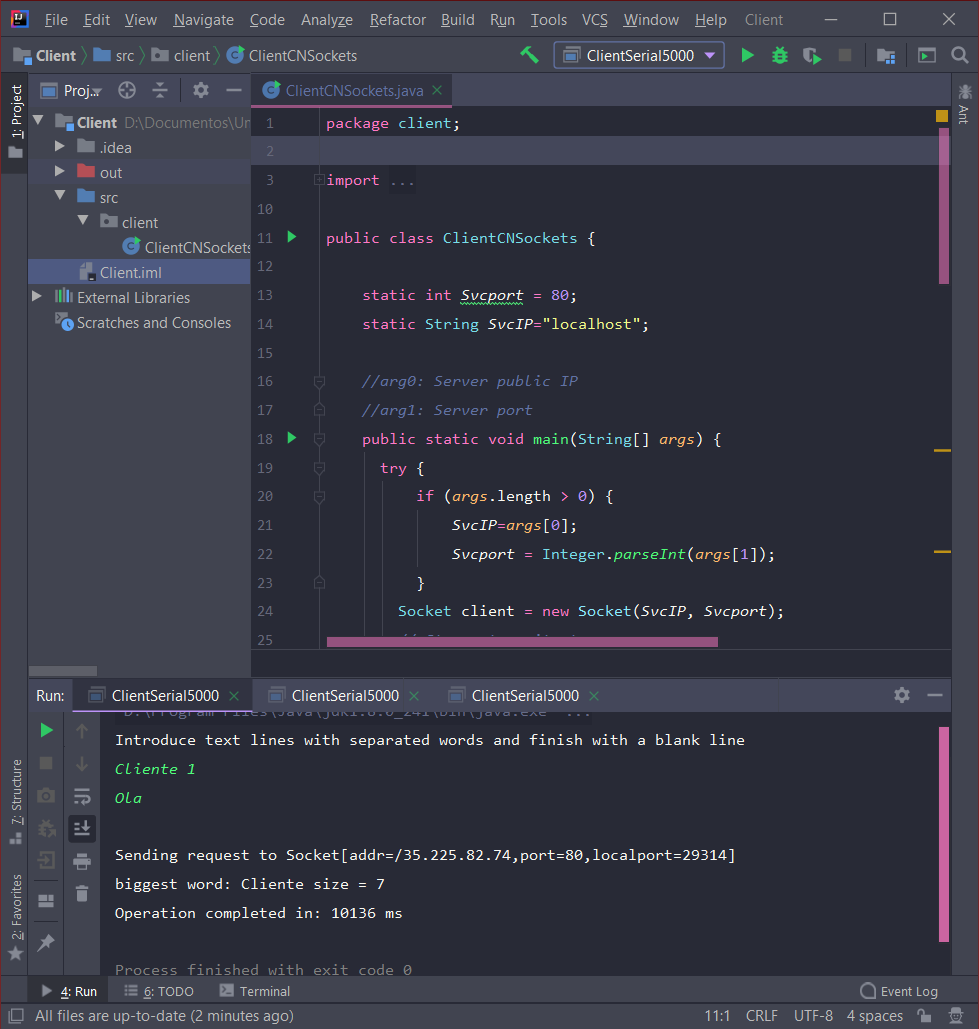 File Edit View Navigate Code Analyze Refactor Build Run Tools VCS Window Help Client
Client src client ClientCNSockets ClientSerial5000
1: Project
Proj..
ClientCNSockets.java
Ant
Client D:\Documentos\Un
.idea
out
src
client
ClientCNSockets
Client.iml
External Libraries
Scratches and Consoles
1 package client;
2
3 import ...
10
11 public class ClientCNSockets {
12
13 static int Svcport = 80;
14 static String SvcIP="localhost";
15
16 //arg0: Server public IP
17 //arg1: Server port
18 public static void main(String[] args) {
19 try {
20 if (args.length > 0) {
21 SvcIP=args[0];
22 Svcport = Integer.parseInt(args[1]);
23 }
24 Socket client = new Socket(SvcIP, Svcport);
25
Run: ClientSerial5000 ClientSerial5000 ClientSerial5000
Introduce text lines with separated words and finish with a blank line
Cliente 1
Ola
Sending request to Socket[addr=/35.225.82.74,port=80,localport=29314]
biggest word: Cliente size = 7
Operation completed in: 10136 ms
Process finished with exit code 0
7: Structure
2: Favorites
4: Run 6: TODO Terminal Event Log
All files are up-to-date (2 minutes ago) 11:1 CRLF UTF-8 4 spaces